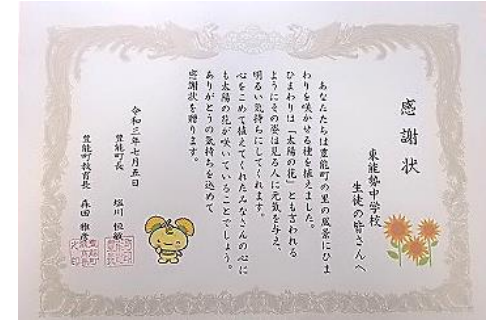 感謝状
東能勢中学校
生徒の皆さんへ
あなたたちは豊能町の里の風景にひま
わりを咲かせる種を植えました。
ひまわりは「太陽の花」とも言われる
ようにその姿は見る人に元気を与え、
明るい気持ちにしてくれます。
心をこめて植えてくれたみなさんの心に
も太陽の花が咲いていることでしょう。
ありがとうの気持ちを込めて
感謝状を贈ります。
令和三年七月五日
豊能町長 塩川恒敏
豊能町教育長 森田雅彦